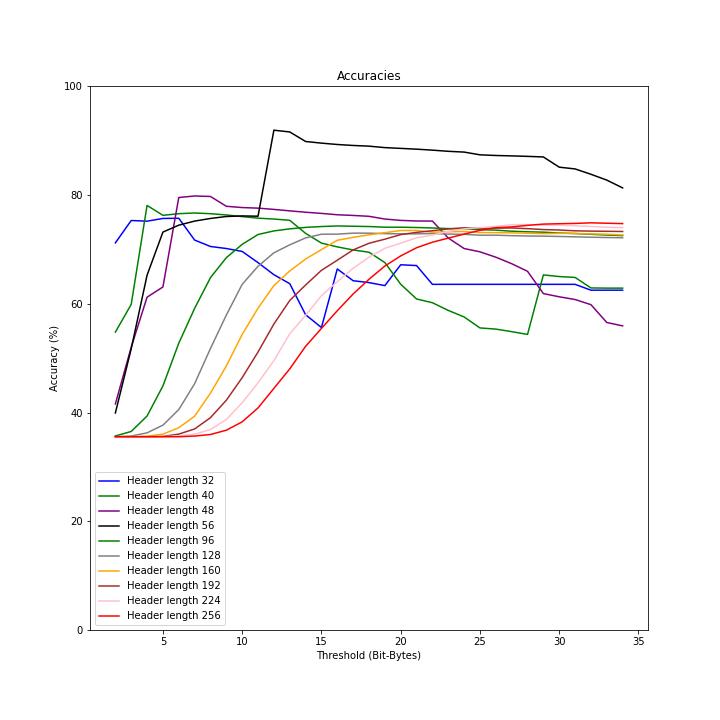 Accuracies
100
80
60
40
20
0
Accuracy (%)
Header length 32
Header length 40
Header length 48
Header length 56
Header length 96
Header length 128
Header length 160
Header length 192
Header length 224
Header length 256
5 10 15 20 25 30 35
Threshold (Bit-Bytes)